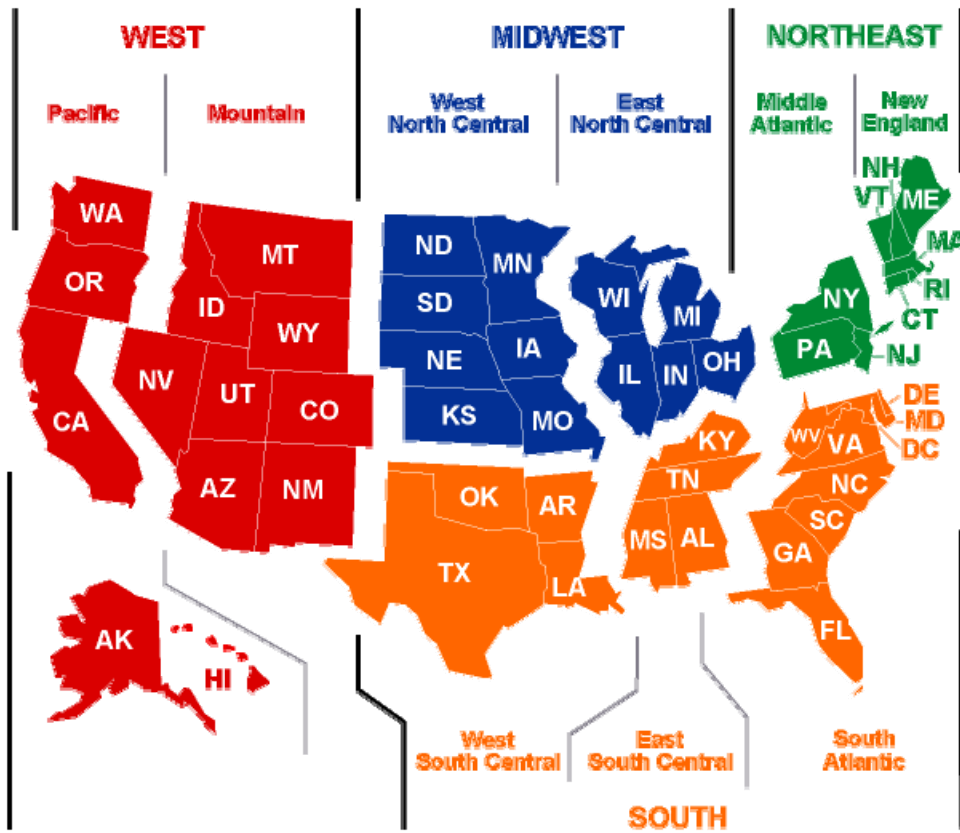 WEST
MIDWEST
NORTHEAST
Pacific
Mountain
West
North Central
East
North Central
Middle
Atlantic
New
England
NH
VT
ME
MA
RI
CT
NJ
NY
PA
WA
OR
CA
MT
ID
WY
NV
UT
CO
AZ
NM
AK
HI
ND
SD
NE
KS
MN
IA
MO
WI
MI
IL
IN
OH
DE
MD
DC
WV
VA
NC
SC
GA
FL
KY
TN
MS
AL
OK
AR
TX
LA
West
South Central
East
South Central
South
Atlantic
SOUTH